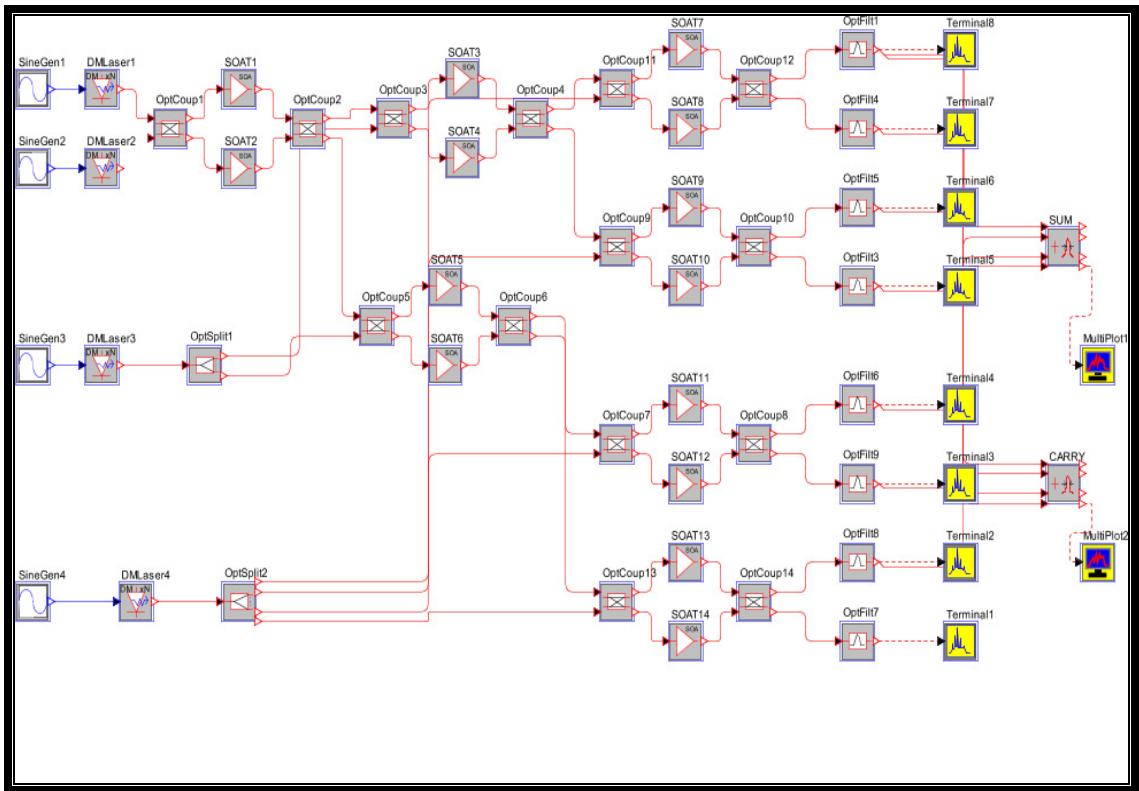 SOAT7 OptFilt1 Terminal8
SineGen1 DMLaser1 SOAT1 SOAT3 OptCoup11 OptCoup12
OptCoup1 OptCoup2 OptCoup3 OptCoup4
SOAT8 OptFilt4 Terminal7
SineGen2 DMLaser2 SOAT2 SOAT4
SOAT9 OptFilt5 Terminal6
OptCoup9 OptCoup10 SUM
SOAT5 SOAT10 OptFilt3 Terminal5
OptCoup5 OptCoup6
SineGen3 DMLaser3 OptSplit1 SOAT6 MultiPlot1
SOAT11 OptFilt6 Terminal4
OptCoup7 OptCoup8
SOAT12 OptFilt9 Terminal3 CARRY
SOAT13 OptFilt8 Terminal2 MultiPlot2
SineGen4 DMLaser4 OptSplit2 OptCoup13 OptCoup14
SOAT14 OptFilt7 Terminal1